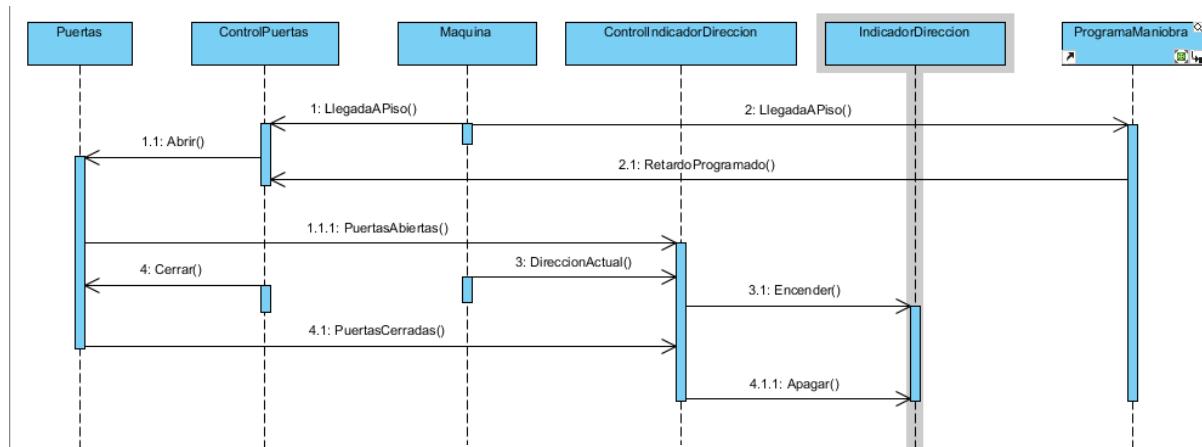 Puertas
ControlPuertas
Maquina
ControlIndicadorDireccion
IndicadorDireccion
ProgramaManiobra
1: LlegadaAPiso()
2: LlegadaAPiso()
1.1: Abrir()
2.1: RetardoProgramado()
1.1.1: PuertasAbiertas()
3: DireccionActual()
4: Cerrar()
3.1: Encender()
4.1: PuertasCerradas()
4.1.1: Apagar()